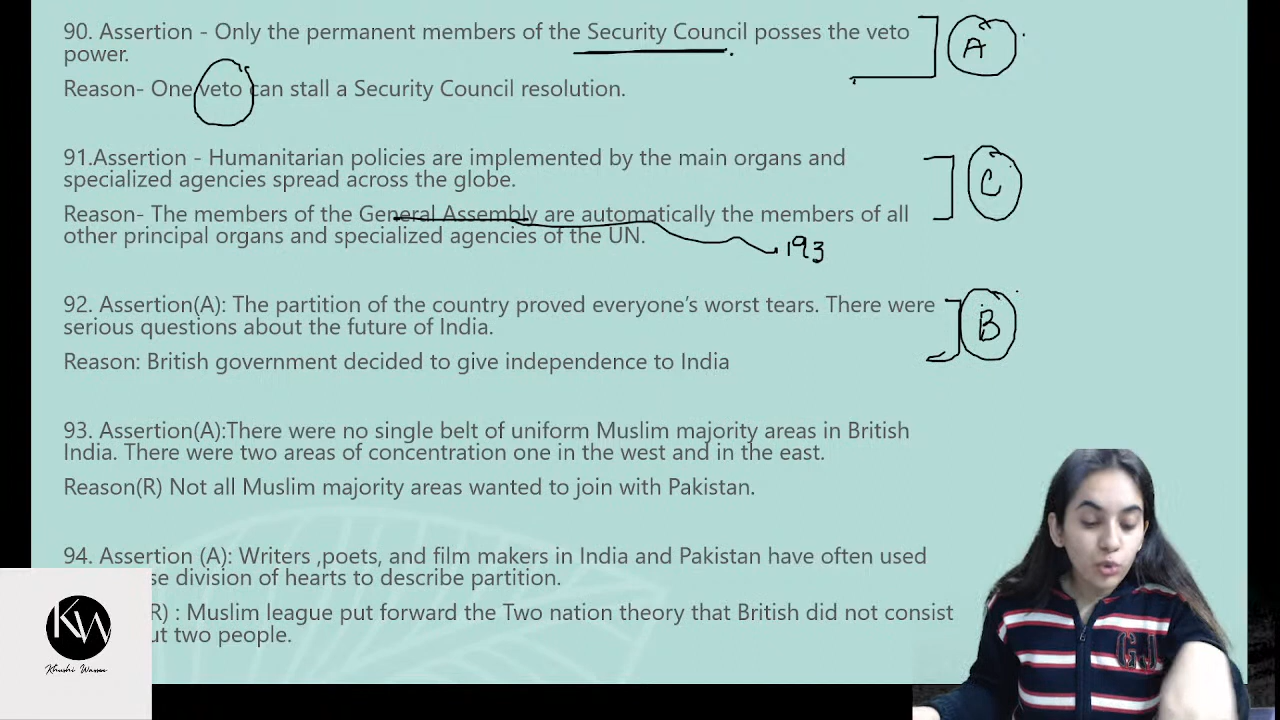 90. Assertion - Only the permanent members of the Security Council posses the veto
power.
A
Reason- One veto can stall a Security Council resolution.
91.Assertion - Humanitarian policies are implemented by the main organs and
specialized agencies spread across the globe.
C
Reason- The members of the General Assembly are automatically the members of all
other principal organs and specialized agencies of the UN.
193
92. Assertion(A): The partition of the country proved everyone's worst tears. There were
serious questions about the future of India.
B
Reason: British government decided to give independence to India
93. Assertion(A):There were no single belt of uniform Muslim majority areas in British
India. There were two areas of concentration one in the west and in the east.
Reason(R) Not all Muslim majority areas wanted to join with Pakistan.
94. Assertion (A): Writers ,poets, and film makers in India and Pakistan have often used
se division of hearts to describe partition.
R) : Muslim league put forward the Two nation theory that British did not consist
ut two people.
KW
Khushi
GJ